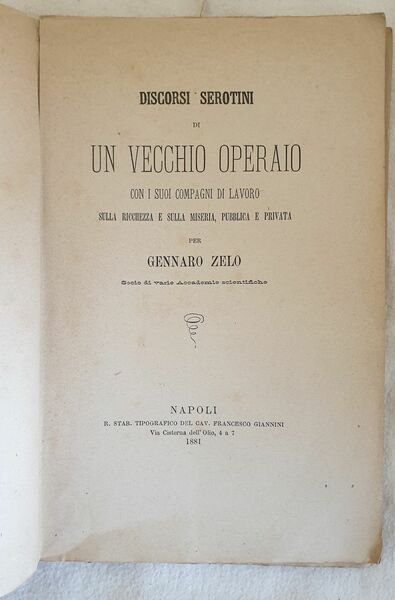 DISCORSI SEROTINI
DI
UN VECCHIO OPERAIO
CON I SUOI COMPAGNI DI LAVORO
SULLA RICCHEZZA E SULLA MISERIA, PUBBLICA E PRIVATA
PER
GENNARO ZELO
Socio di varie Accademie scientifiche
NAPOLI
R. STAB. TIPOGRAFICO DEL CAV. FRANCESCO GIANNINI
Via Cisterna dell'Olio, 4 a 7
1881